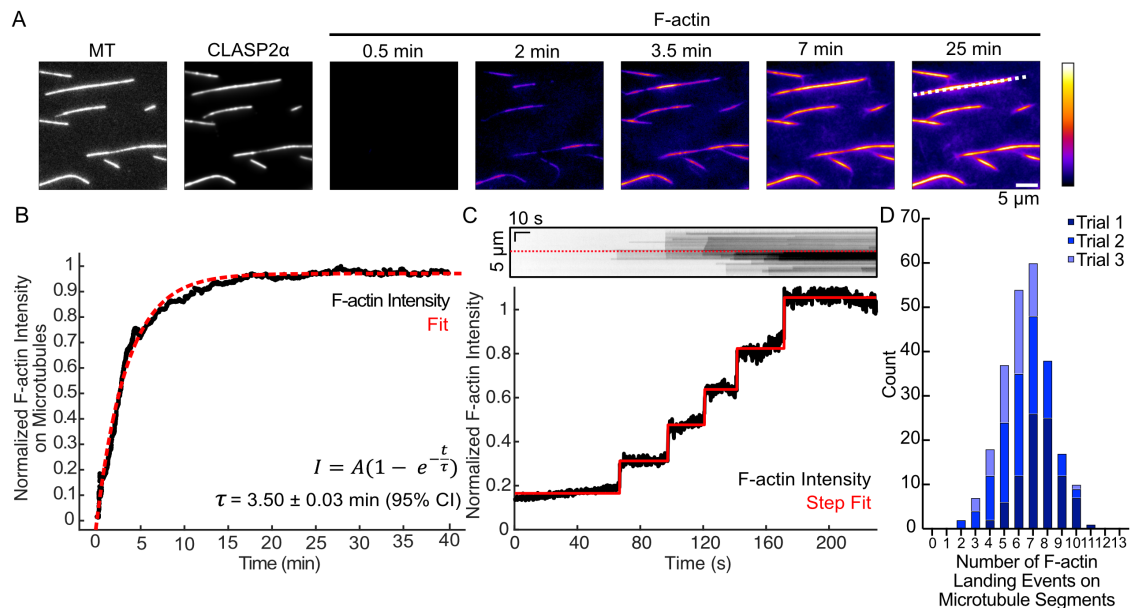 A
F-actin
MT
CLASP2α
0.5 min
2 min
3.5 min
7 min
25 min
5 μm
B
Normalized F-actin Intensity
on Microtubules
1
0.9
0.8
0.7
0.6
0.5
0.4
0.3
0.2
0.1
0
F-actin Intensity
Fit
I = A(1 − e^{−t/τ})
τ = 3.50 ± 0.03 min (95% CI)
0 5 10 15 20 25 30 35 40
Time (min)
C
10 s
5 μm
Normalized F-actin Intensity
1
0.8
0.6
0.4
0.2
0
F-actin Intensity
Step Fit
0 40 80 120 160 200
Time (s)
D
Trial 1
Trial 2
Trial 3
Count
70
60
50
40
30
20
10
0
0 1 2 3 4 5 6 7 8 9 10 11 12 13
Number of F-actin
Landing Events on
Microtubule Segments